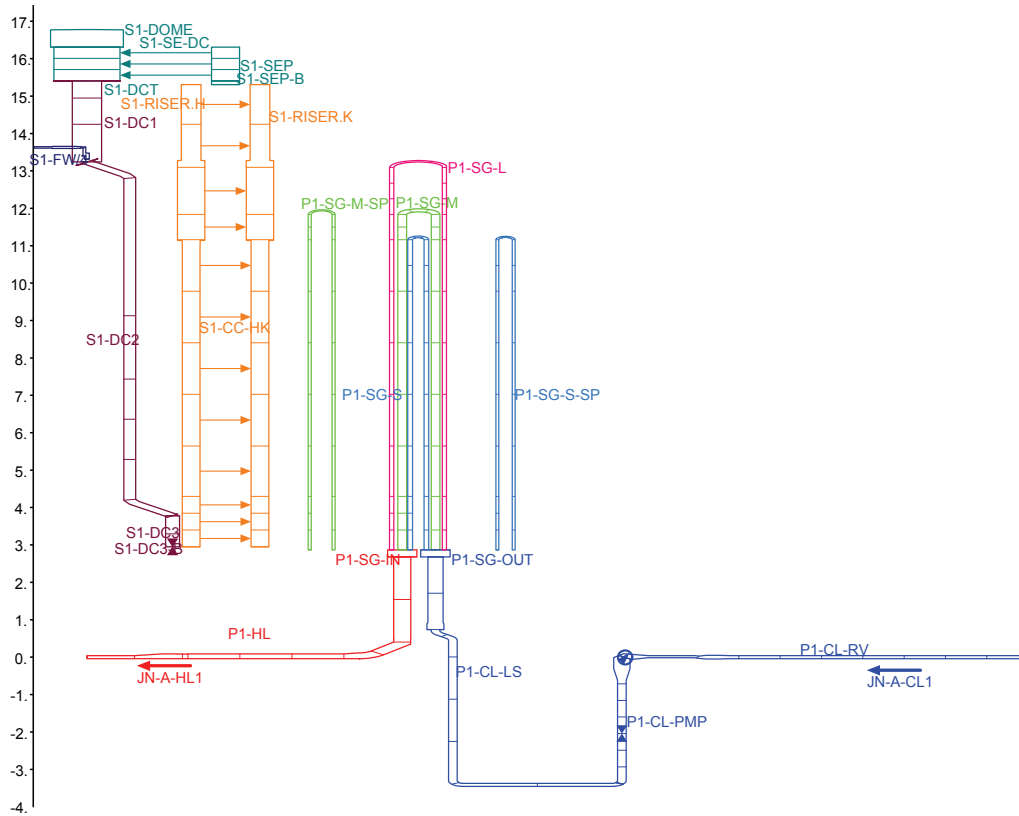 17.
S1-DOME
S1-SE-DC
16.
S1-SEP
S1-SEP-B
S1-DCT
15.
S1-RISER.H
S1-RISER.K
S1-DC1
14.
S1-FW/
13.
P1-SG-L
12.
P1-SG-M-SP
P1-SG-M
11.
10.
9.
S1-CC-HK
S1-DC2
8.
7.
P1-SG-S
P1-SG-S-SP
6.
5.
4.
S1-DC3
3.
S1-DC3-B
P1-SG-IN
P1-SG-OUT
2.
1.
P1-HL
P1-CL-RV
0.
P1-CL-LS
JN-A-HL1
JN-A-CL1
-1.
P1-CL-PMP
-2.
-3.
-4.